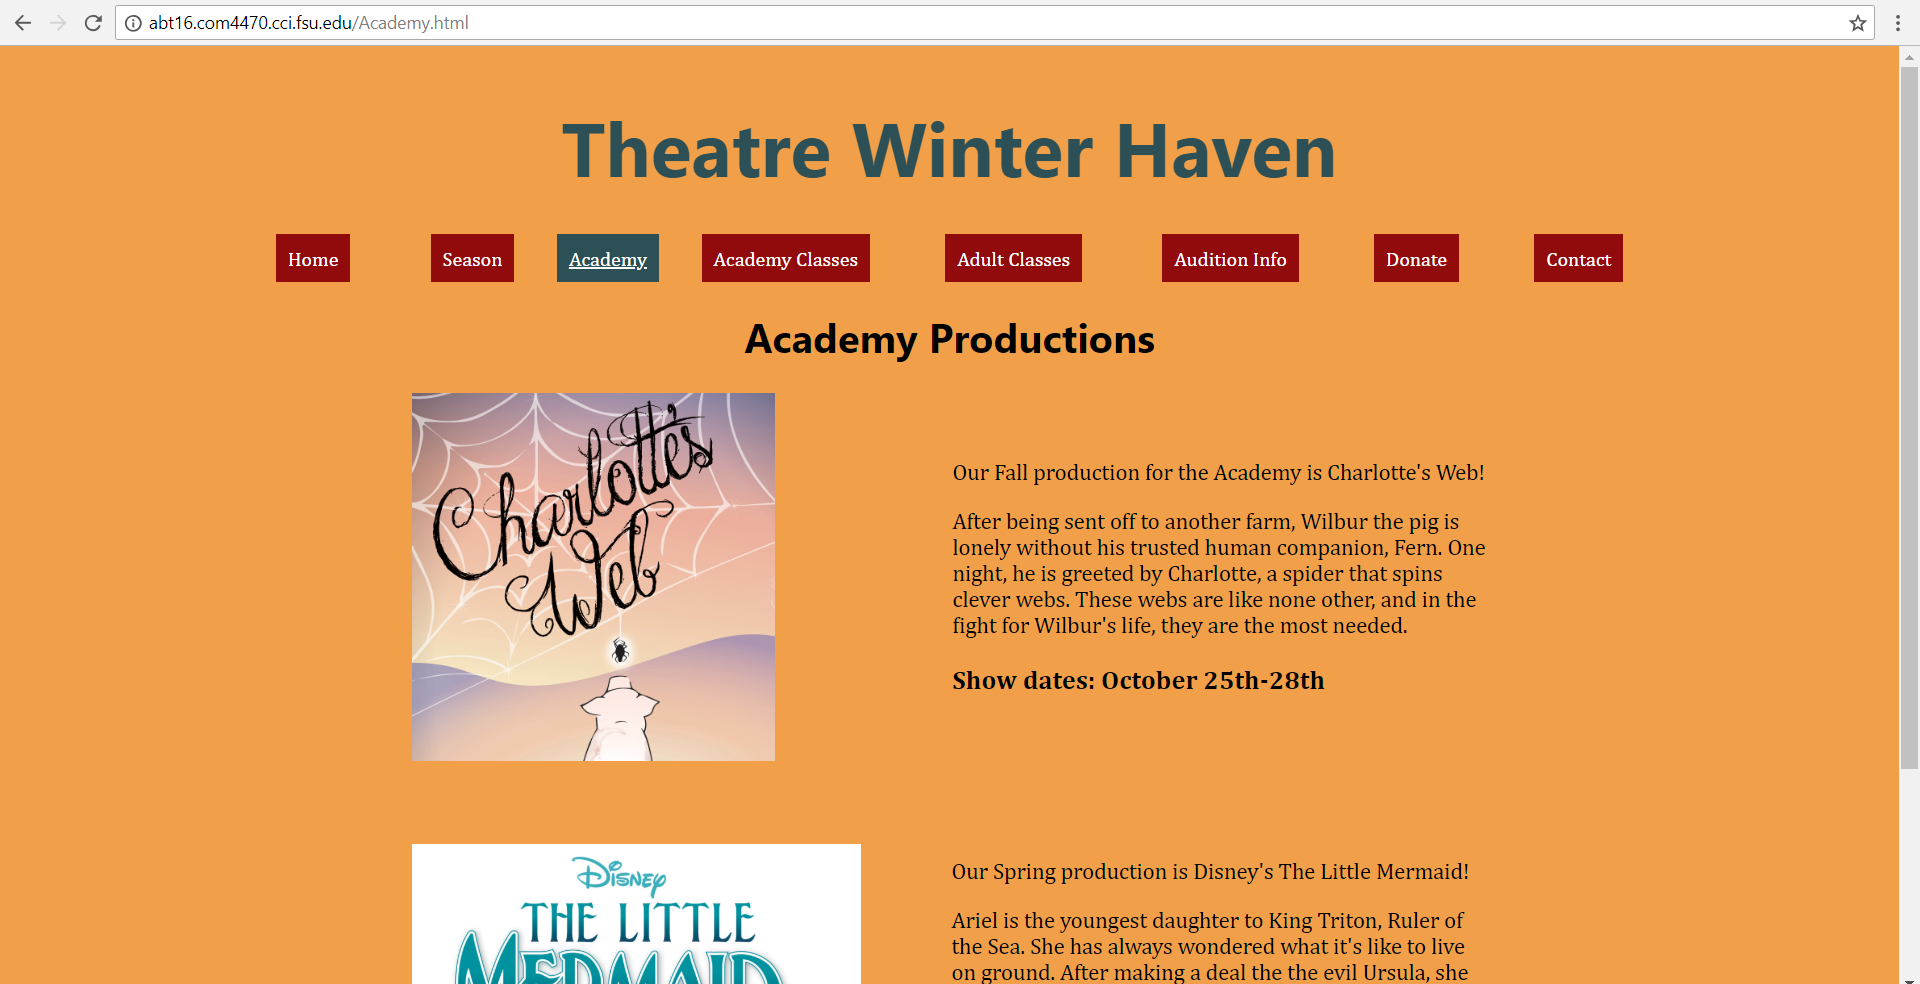 abt16.com4470.cci.fsu.edu/Academy.html
Theatre Winter Haven
Home Season Academy Academy Classes Adult Classes Audition Info Donate Contact
Academy Productions
Charlotte's
Web
Our Fall production for the Academy is Charlotte's Web!
After being sent off to another farm, Wilbur the pig is
lonely without his trusted human companion, Fern. One
night, he is greeted by Charlotte, a spider that spins
clever webs. These webs are like none other, and in the
fight for Wilbur's life, they are the most needed.
Show dates: October 25th-28th
Disney
THE LITTLE
MERMAID
Our Spring production is Disney's The Little Mermaid!
Ariel is the youngest daughter to King Triton, Ruler of
the Sea. She has always wondered what it's like to live
on ground. After making a deal the the evil Ursula, she